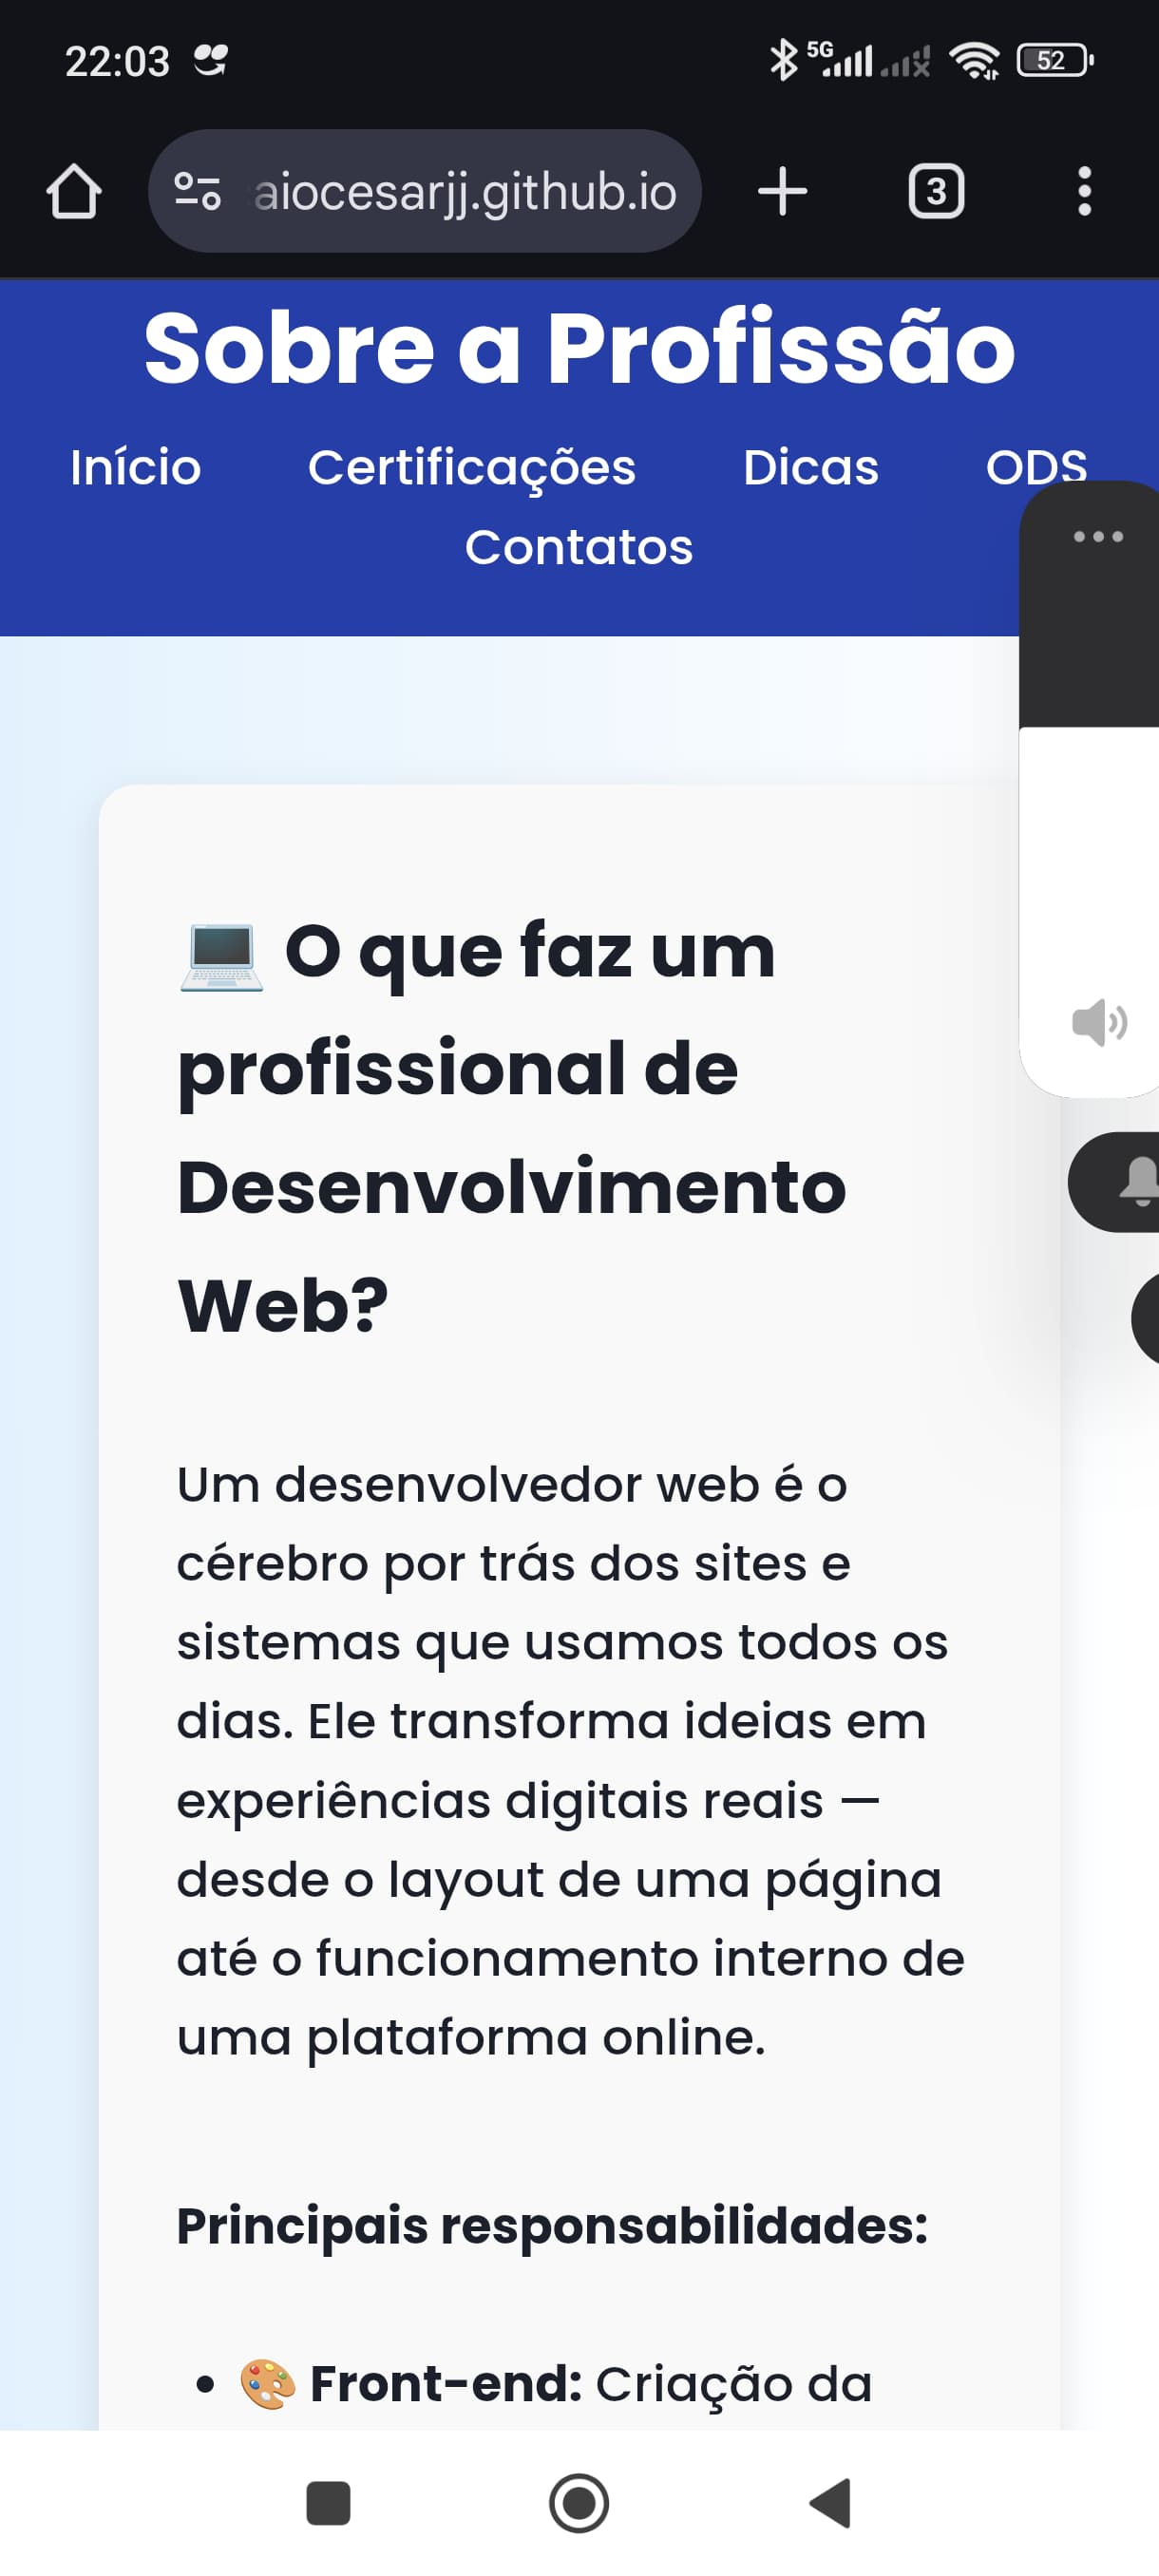 22:03
5G
52
aiocesarjj.github.io
3
Sobre a Profissão
Início Certificações Dicas ODS
Contatos
💻 O que faz um
profissional de
Desenvolvimento
Web?
Um desenvolvedor web é o
cérebro por trás dos sites e
sistemas que usamos todos os
dias. Ele transforma ideias em
experiências digitais reais —
desde o layout de uma página
até o funcionamento interno de
uma plataforma online.
Principais responsabilidades:
• 🎨 Front-end: Criação da